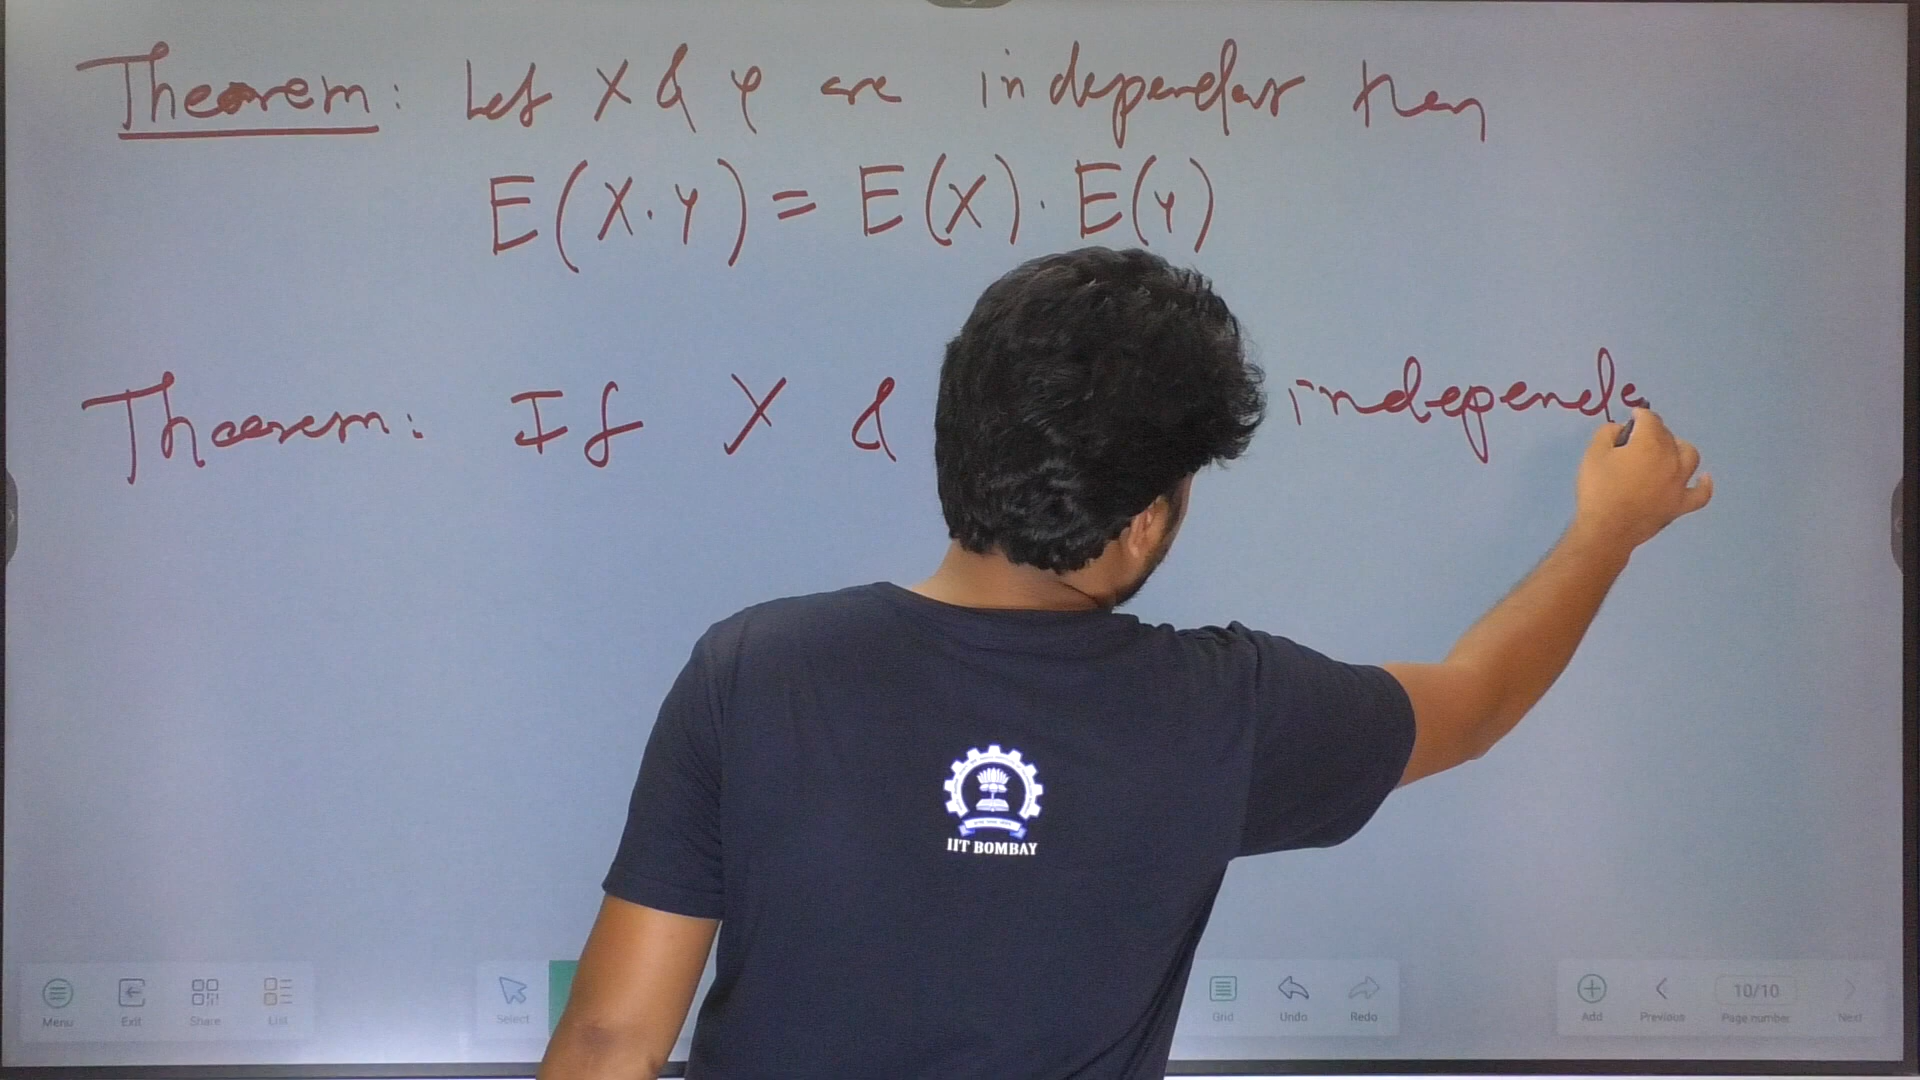 Theorem: Let X & Y are independent then
E(X.Y) = E(X). E(Y)
Theorem: If X & independe
IIT BOMBAY
Menu
Exit
Share
List
Select
Grid
Undo
Redo
Add
Previous
10/10
Page number
Next